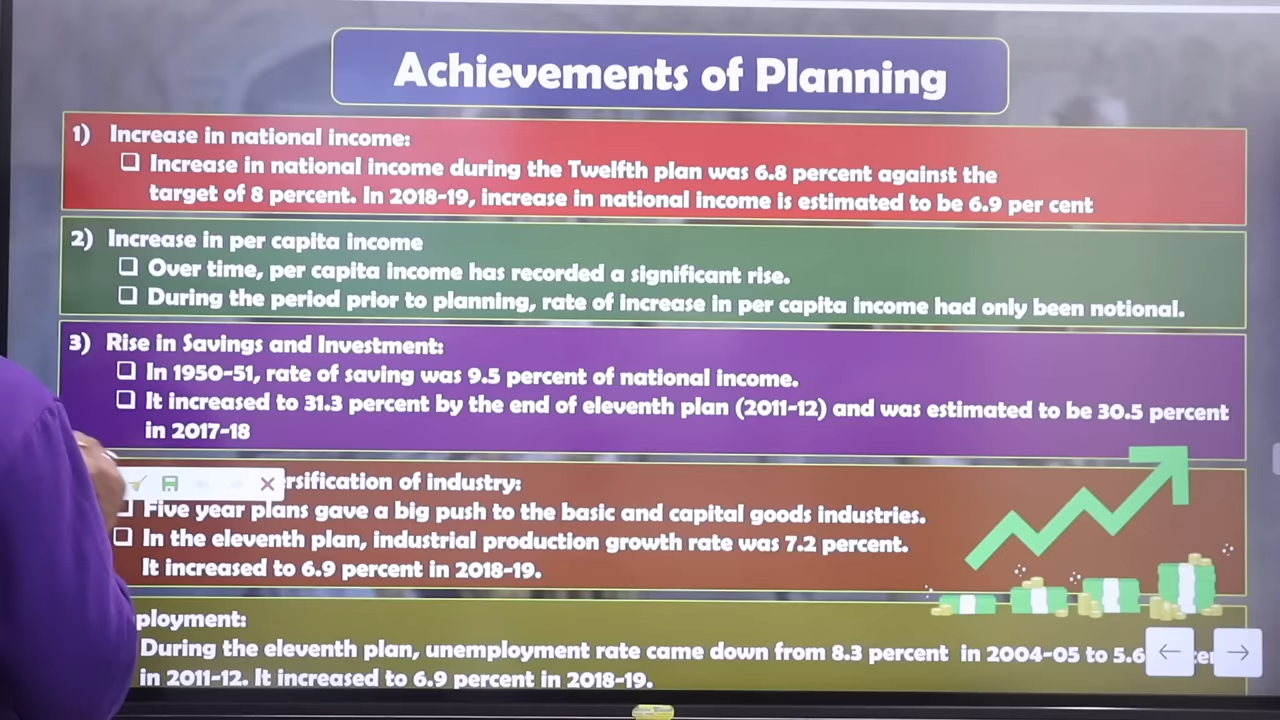 Achievements of Planning
1) Increase in national income:
❑ Increase in national income during the Twelfth plan was 6.8 percent against the
target of 8 percent. In 2018-19, increase in national income is estimated to be 6.9 per cent
2) Increase in per capita income
❑ Over time, per capita income has recorded a significant rise.
❑ During the period prior to planning, rate of increase in per capita income had only been notional.
3) Rise in Savings and Investment:
❑ In 1950-51, rate of saving was 9.5 percent of national income.
❑ It increased to 31.3 percent by the end of eleventh plan (2011-12) and was estimated to be 30.5 percent
in 2017-18
of industry:
❑ Five year plans gave a big push to the basic and capital goods industries.
❑ In the eleventh plan, industrial production growth rate was 7.2 percent.
It increased to 6.9 percent in 2018-19.
During the eleventh plan, unemployment rate came down from 8.3 percent in 2004-05 to 5.6
in 2011-12. It increased to 6.9 percent in 2018-19.